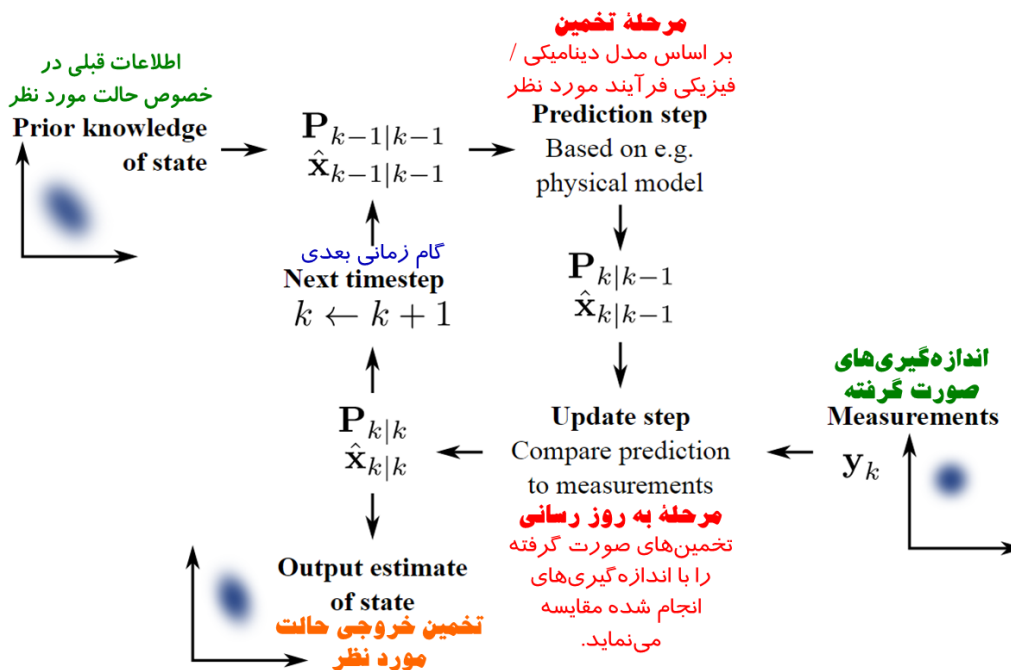 اطلاعات قبلی در
خصوص حالت مورد نظر
Prior knowledge
of state
P_{k−1|k−1}
x̂_{k−1|k−1}
مرحلهٔ تخمین
بر اساس مدل دینامیکی /
فیزیکی فرآیند مورد نظر
Prediction step
Based on e.g.
physical model
P_{k|k−1}
x̂_{k|k−1}
گام زمانی بعدی
Next timestep
k ← k + 1
اندازه‌گیری‌های
صورت گرفته
Measurements
y_k
Update step
Compare prediction
to measurements
مرحلهٔ به روز رسانی
تخمین‌های صورت گرفته
را با اندازه‌گیری‌های
انجام شده مقایسه
می‌نماید.
P_{k|k}
x̂_{k|k}
Output estimate
of state
تخمین خروجی حالت
مورد نظر